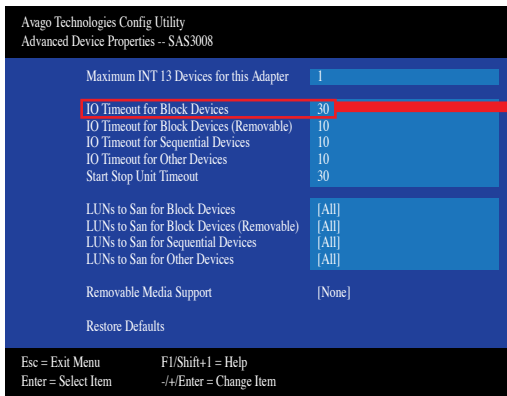 Avago Technologies Config Utility
Advanced Device Properties -- SAS3008
Maximum INT 13 Devices for this Adapter 1
IO Timeout for Block Devices 30
IO Timeout for Block Devices (Removable) 10
IO Timeout for Sequential Devices 10
IO Timeout for Other Devices 10
Start Stop Unit Timeout 30
LUNs to San for Block Devices [All]
LUNs to San for Block Devices (Removable) [All]
LUNs to San for Sequential Devices [All]
LUNs to San for Other Devices [All]
Removable Media Support [None]
Restore Defaults
Esc = Exit Menu F1/Shift+1 = Help
Enter = Select Item -/+/Enter = Change Item